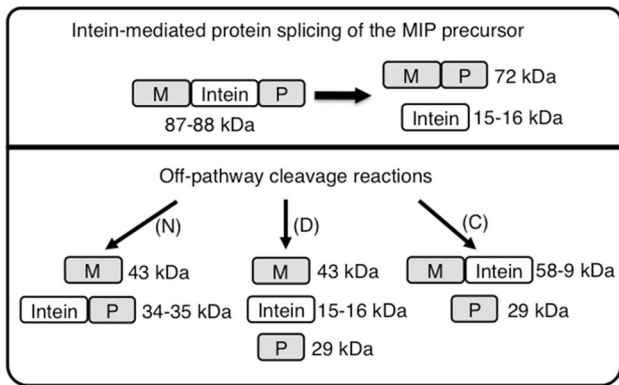 Intein-mediated protein splicing of the MIP precursor
M Intein P
87-88 kDa
M P 72 kDa
Intein 15-16 kDa
Off-pathway cleavage reactions
(N) (D) (C)
M 43 kDa M 43 kDa M Intein 58-9 kDa
Intein P 34-35 kDa Intein 15-16 kDa P 29 kDa
P 29 kDa